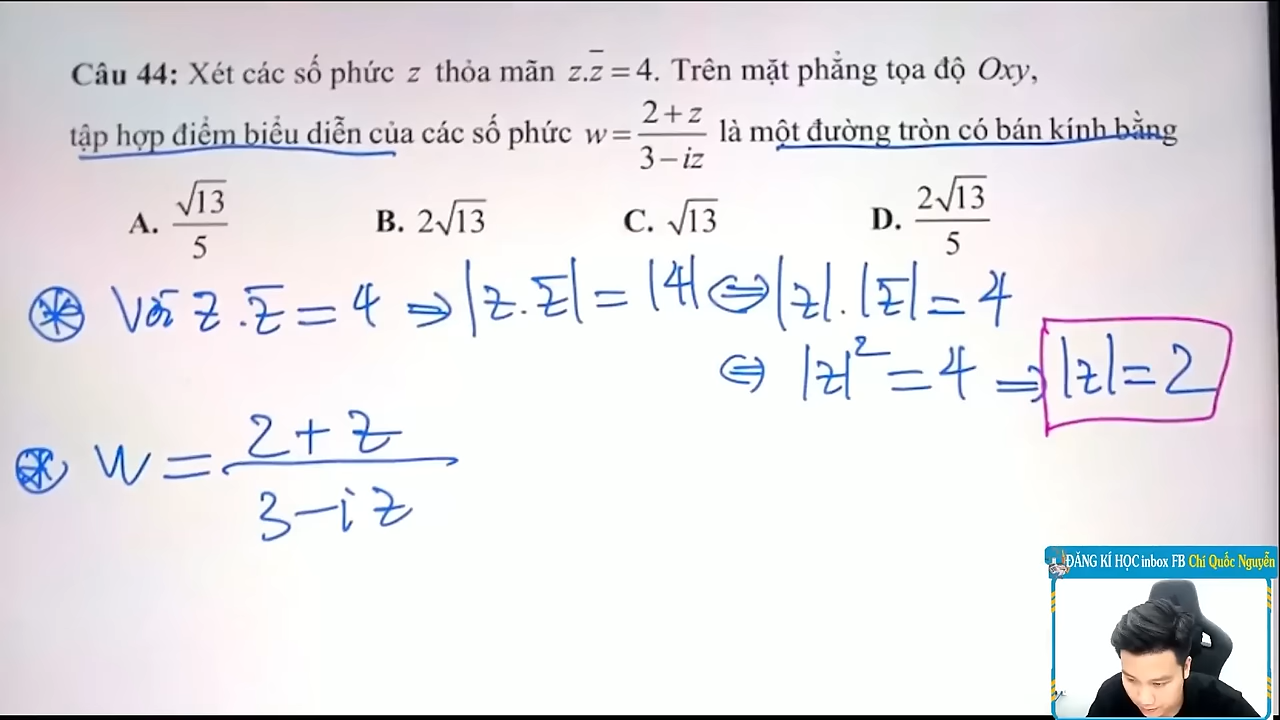 Câu 44: Xét các số phức z thỏa mãn z.z̅ = 4. Trên mặt phẳng tọa độ Oxy,
tập hợp điểm biểu diễn của các số phức w = (2+z)/(3−iz) là một đường tròn có bán kính bằng
A. √13/5 B. 2√13 C. √13 D. 2√13/5
Với z.z̅ = 4 ⇒ |z.z̅| = |4| ⇔ |z|.|z̅| = 4
⇔ |z|² = 4 ⇒ |z| = 2
w = (2+z)/(3−iz)
ĐĂNG KÍ HỌC inbox FB Chí Quốc Nguyễn